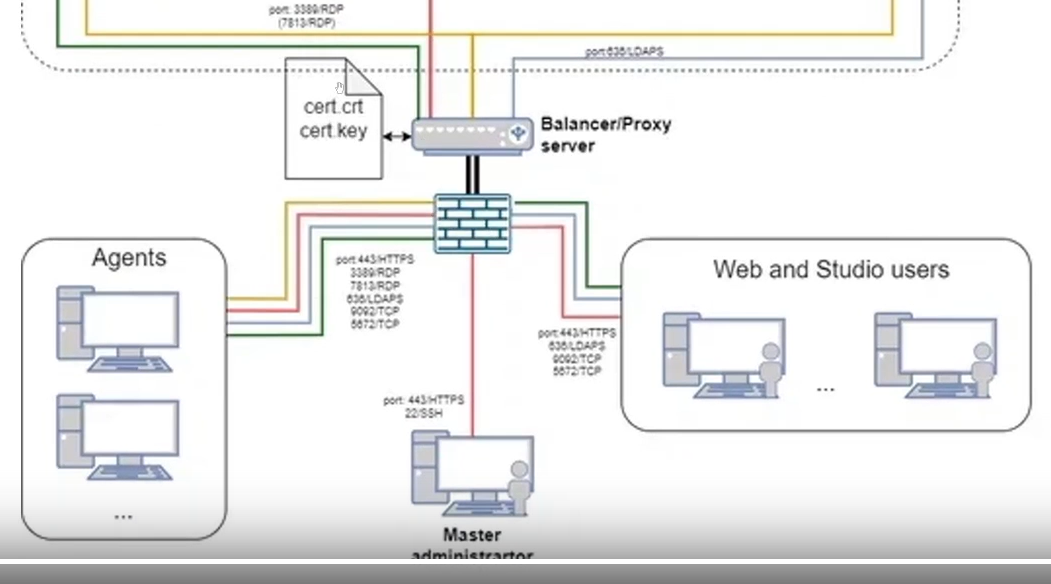 port: 3389/RDP
(7813/RDP)
port:636/LDAPS
cert.crt
cert.key
Balancer/Proxy
server
Agents
port:443/HTTPS
3389/RDP
7813/RDP
636/LDAPS
9092/TCP
5672/TCP
Web and Studio users
port:443/HTTPS
636/LDAPS
9092/TCP
5672/TCP
...
port: 443/HTTPS
22/SSH
...
Master
administrartor